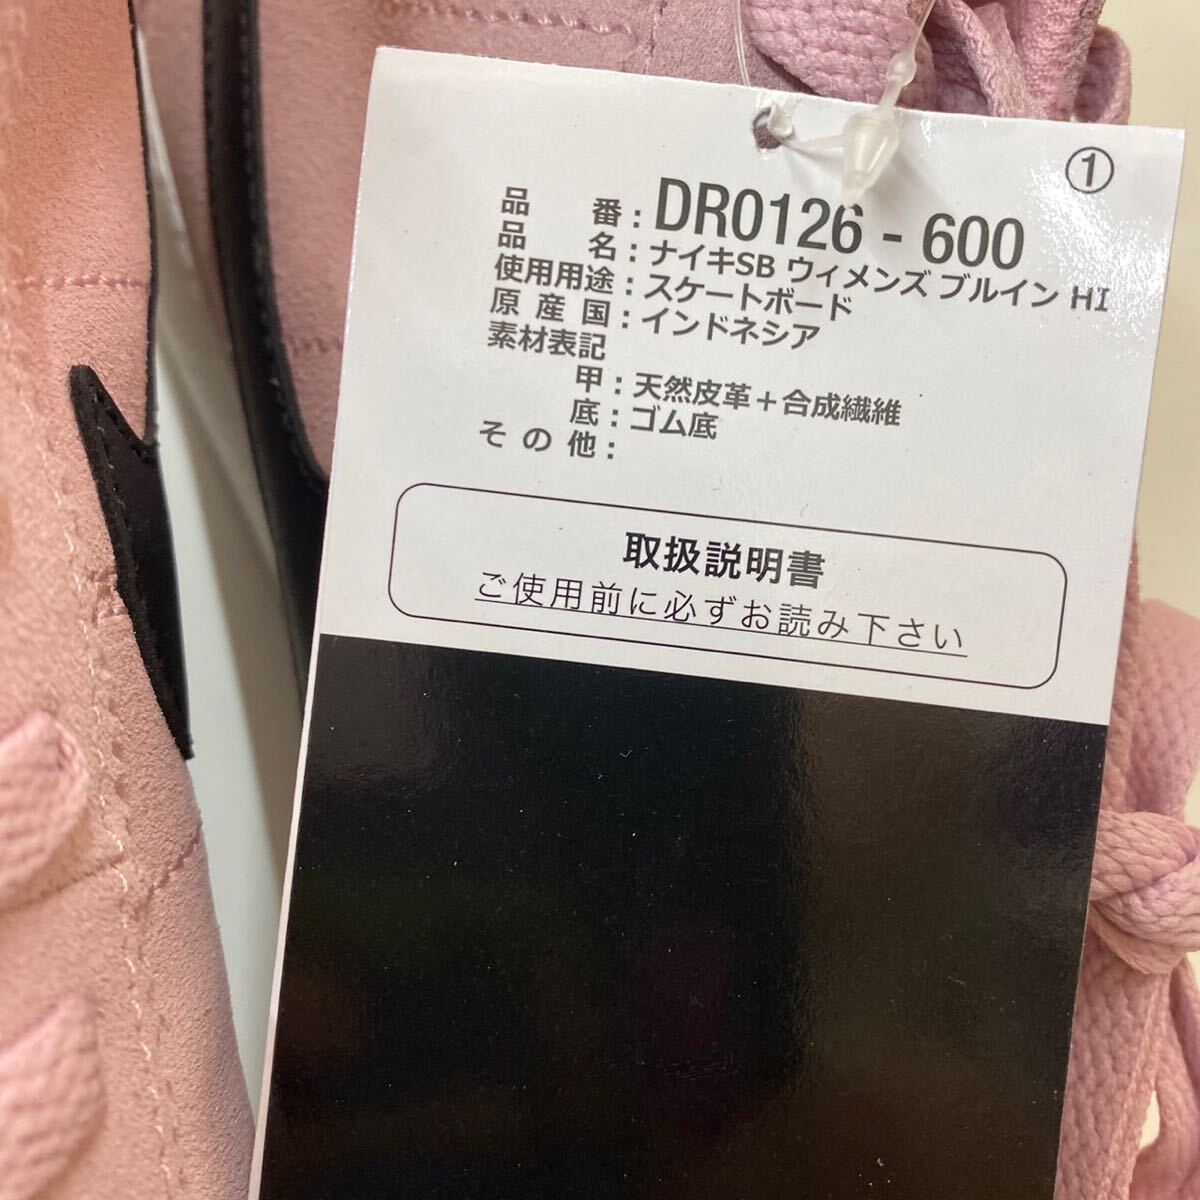 ①
品番:DR0126-600
品名:ナイキSB ウィメンズ ブルイン HI
使用用途:スケートボード
原産国:インドネシア
素材表記
甲:天然皮革+合成繊維
底:ゴム底
その他:
取扱説明書
ご使用前に必ずお読み下さい